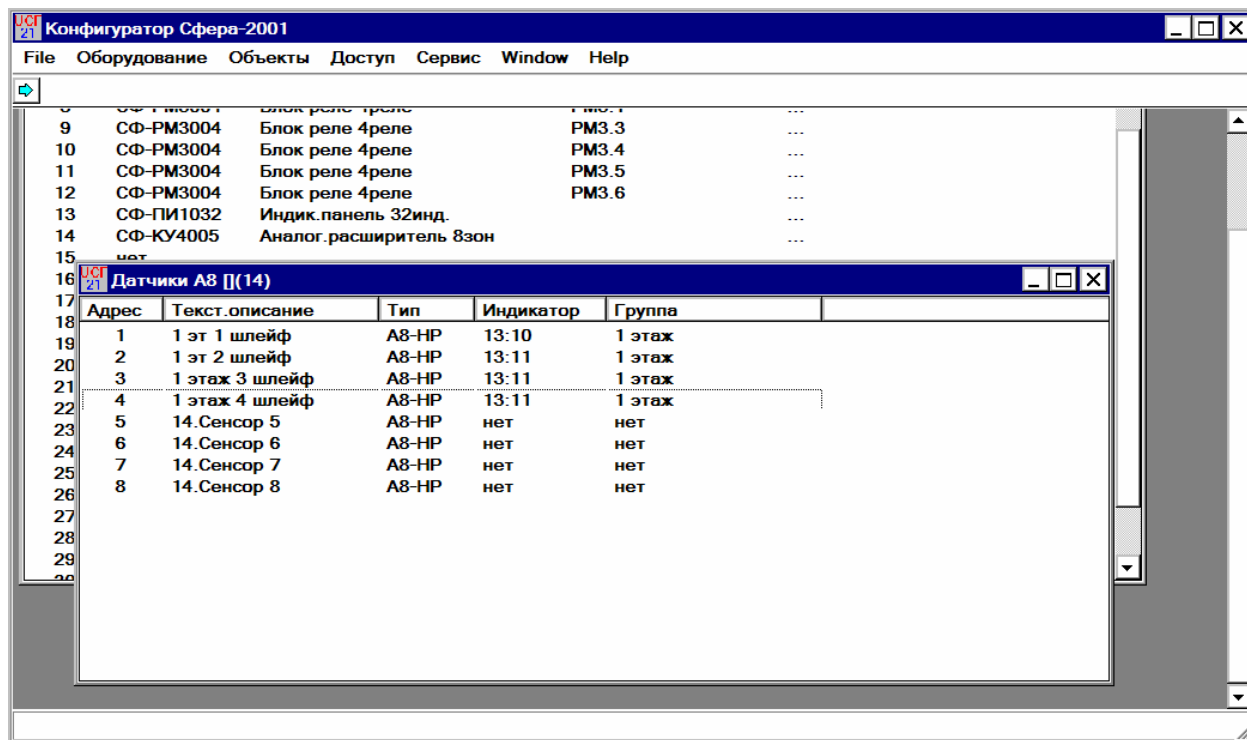 УСГ 21 Конфигуратор Сфера-2001
File Оборудование Объекты Доступ Сервис Window Help
9 СФ-РМ3004 Блок реле 4реле РМ3.3 ...
10 СФ-РМ3004 Блок реле 4реле РМ3.4 ...
11 СФ-РМ3004 Блок реле 4реле РМ3.5 ...
12 СФ-РМ3004 Блок реле 4реле РМ3.6 ...
13 СФ-ПИ1032 Индик.панель 32инд. ...
14 СФ-КУ4005 Аналог.расширитель 8зон ...
15 нет
16
17
18
19
20
21
22
23
24
25
26
27
28
29
УСГ 21 Датчики А8 [](14)
Адрес Текст.описание Тип Индикатор Группа
1 1 эт 1 шлейф А8-НР 13:10 1 этаж
2 1 эт 2 шлейф А8-НР 13:11 1 этаж
3 1 этаж 3 шлейф А8-НР 13:11 1 этаж
4 1 этаж 4 шлейф А8-НР 13:11 1 этаж
5 14.Сенсор 5 А8-НР нет нет
6 14.Сенсор 6 А8-НР нет нет
7 14.Сенсор 7 А8-НР нет нет
8 14.Сенсор 8 А8-НР нет нет